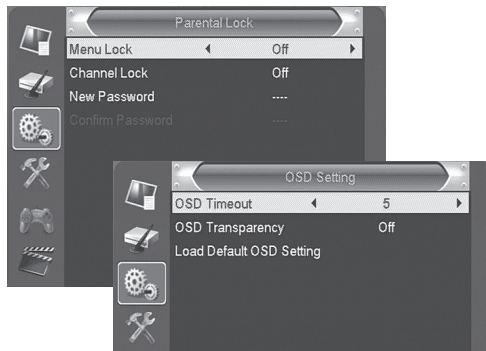 Parental Lock
Menu Lock Off
Channel Lock Off
New Password ----
Confirm Password ----
OSD Setting
OSD Timeout 5
OSD Transparency Off
Load Default OSD Setting